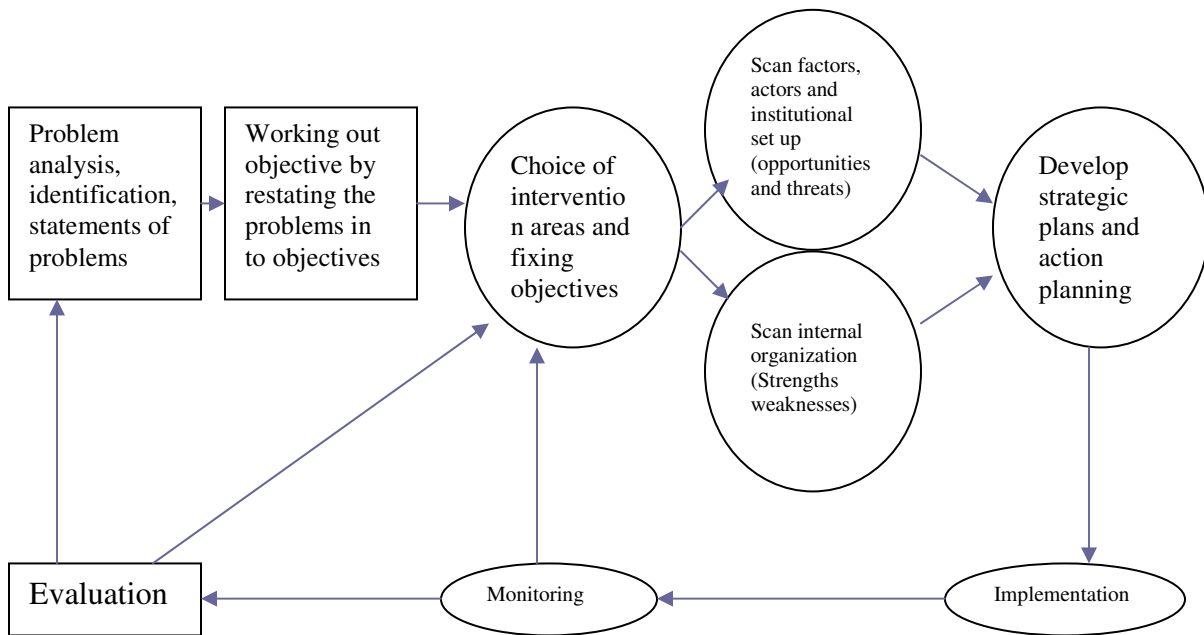 Problem
analysis,
identification,
statements of
problems
Working out
objective by
restating the
problems in
to objectives
Choice of
interventio
n areas and
fixing
objectives
Scan factors,
actors and
institutional
set up
(opportunities
and threats)
Scan internal
organization
(Strengths
weaknesses)
Develop
strategic
plans and
action
planning
Evaluation
Monitoring
Implementation